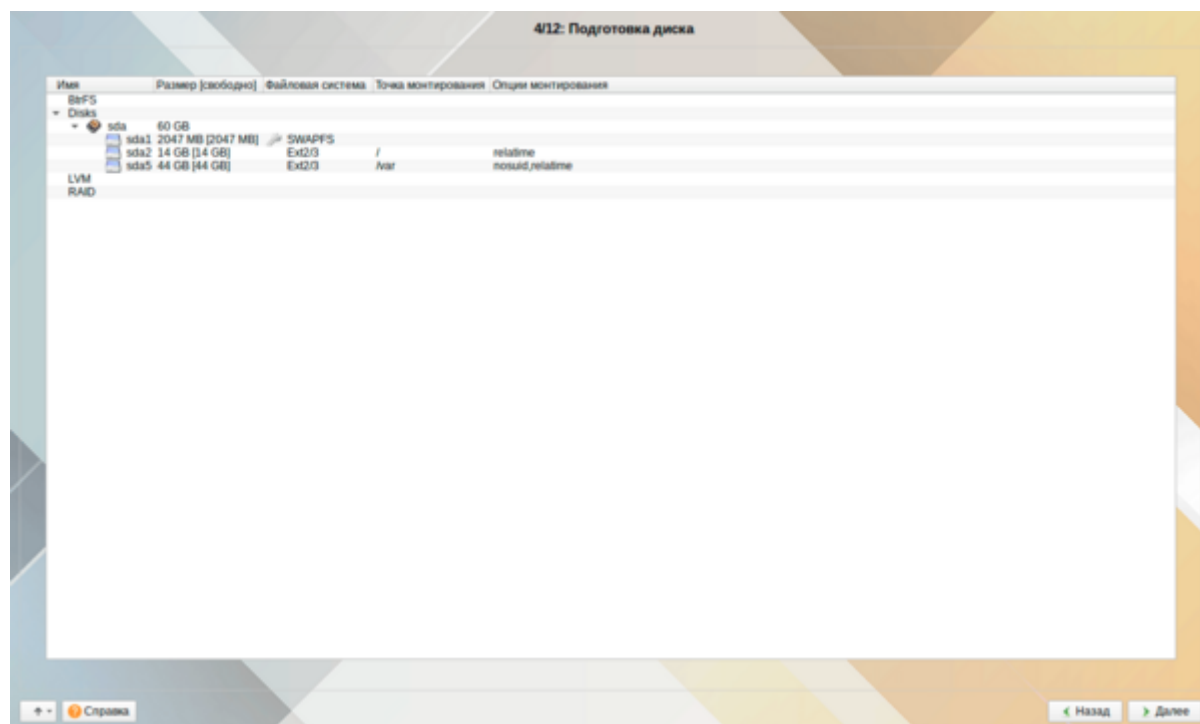 4/12: Подготовка диска
Имя Размер [свободно] Файловая система Точка монтирования Опции монтирования
BtrFS
Disks
sda 60 GB
sda1 2047 MB [2047 MB] SWAPFS
sda2 14 GB [14 GB] Ext2/3 / relatime
sda5 44 GB [44 GB] Ext2/3 /var nosuid,relatime
LVM
RAID
Справка Назад Далее